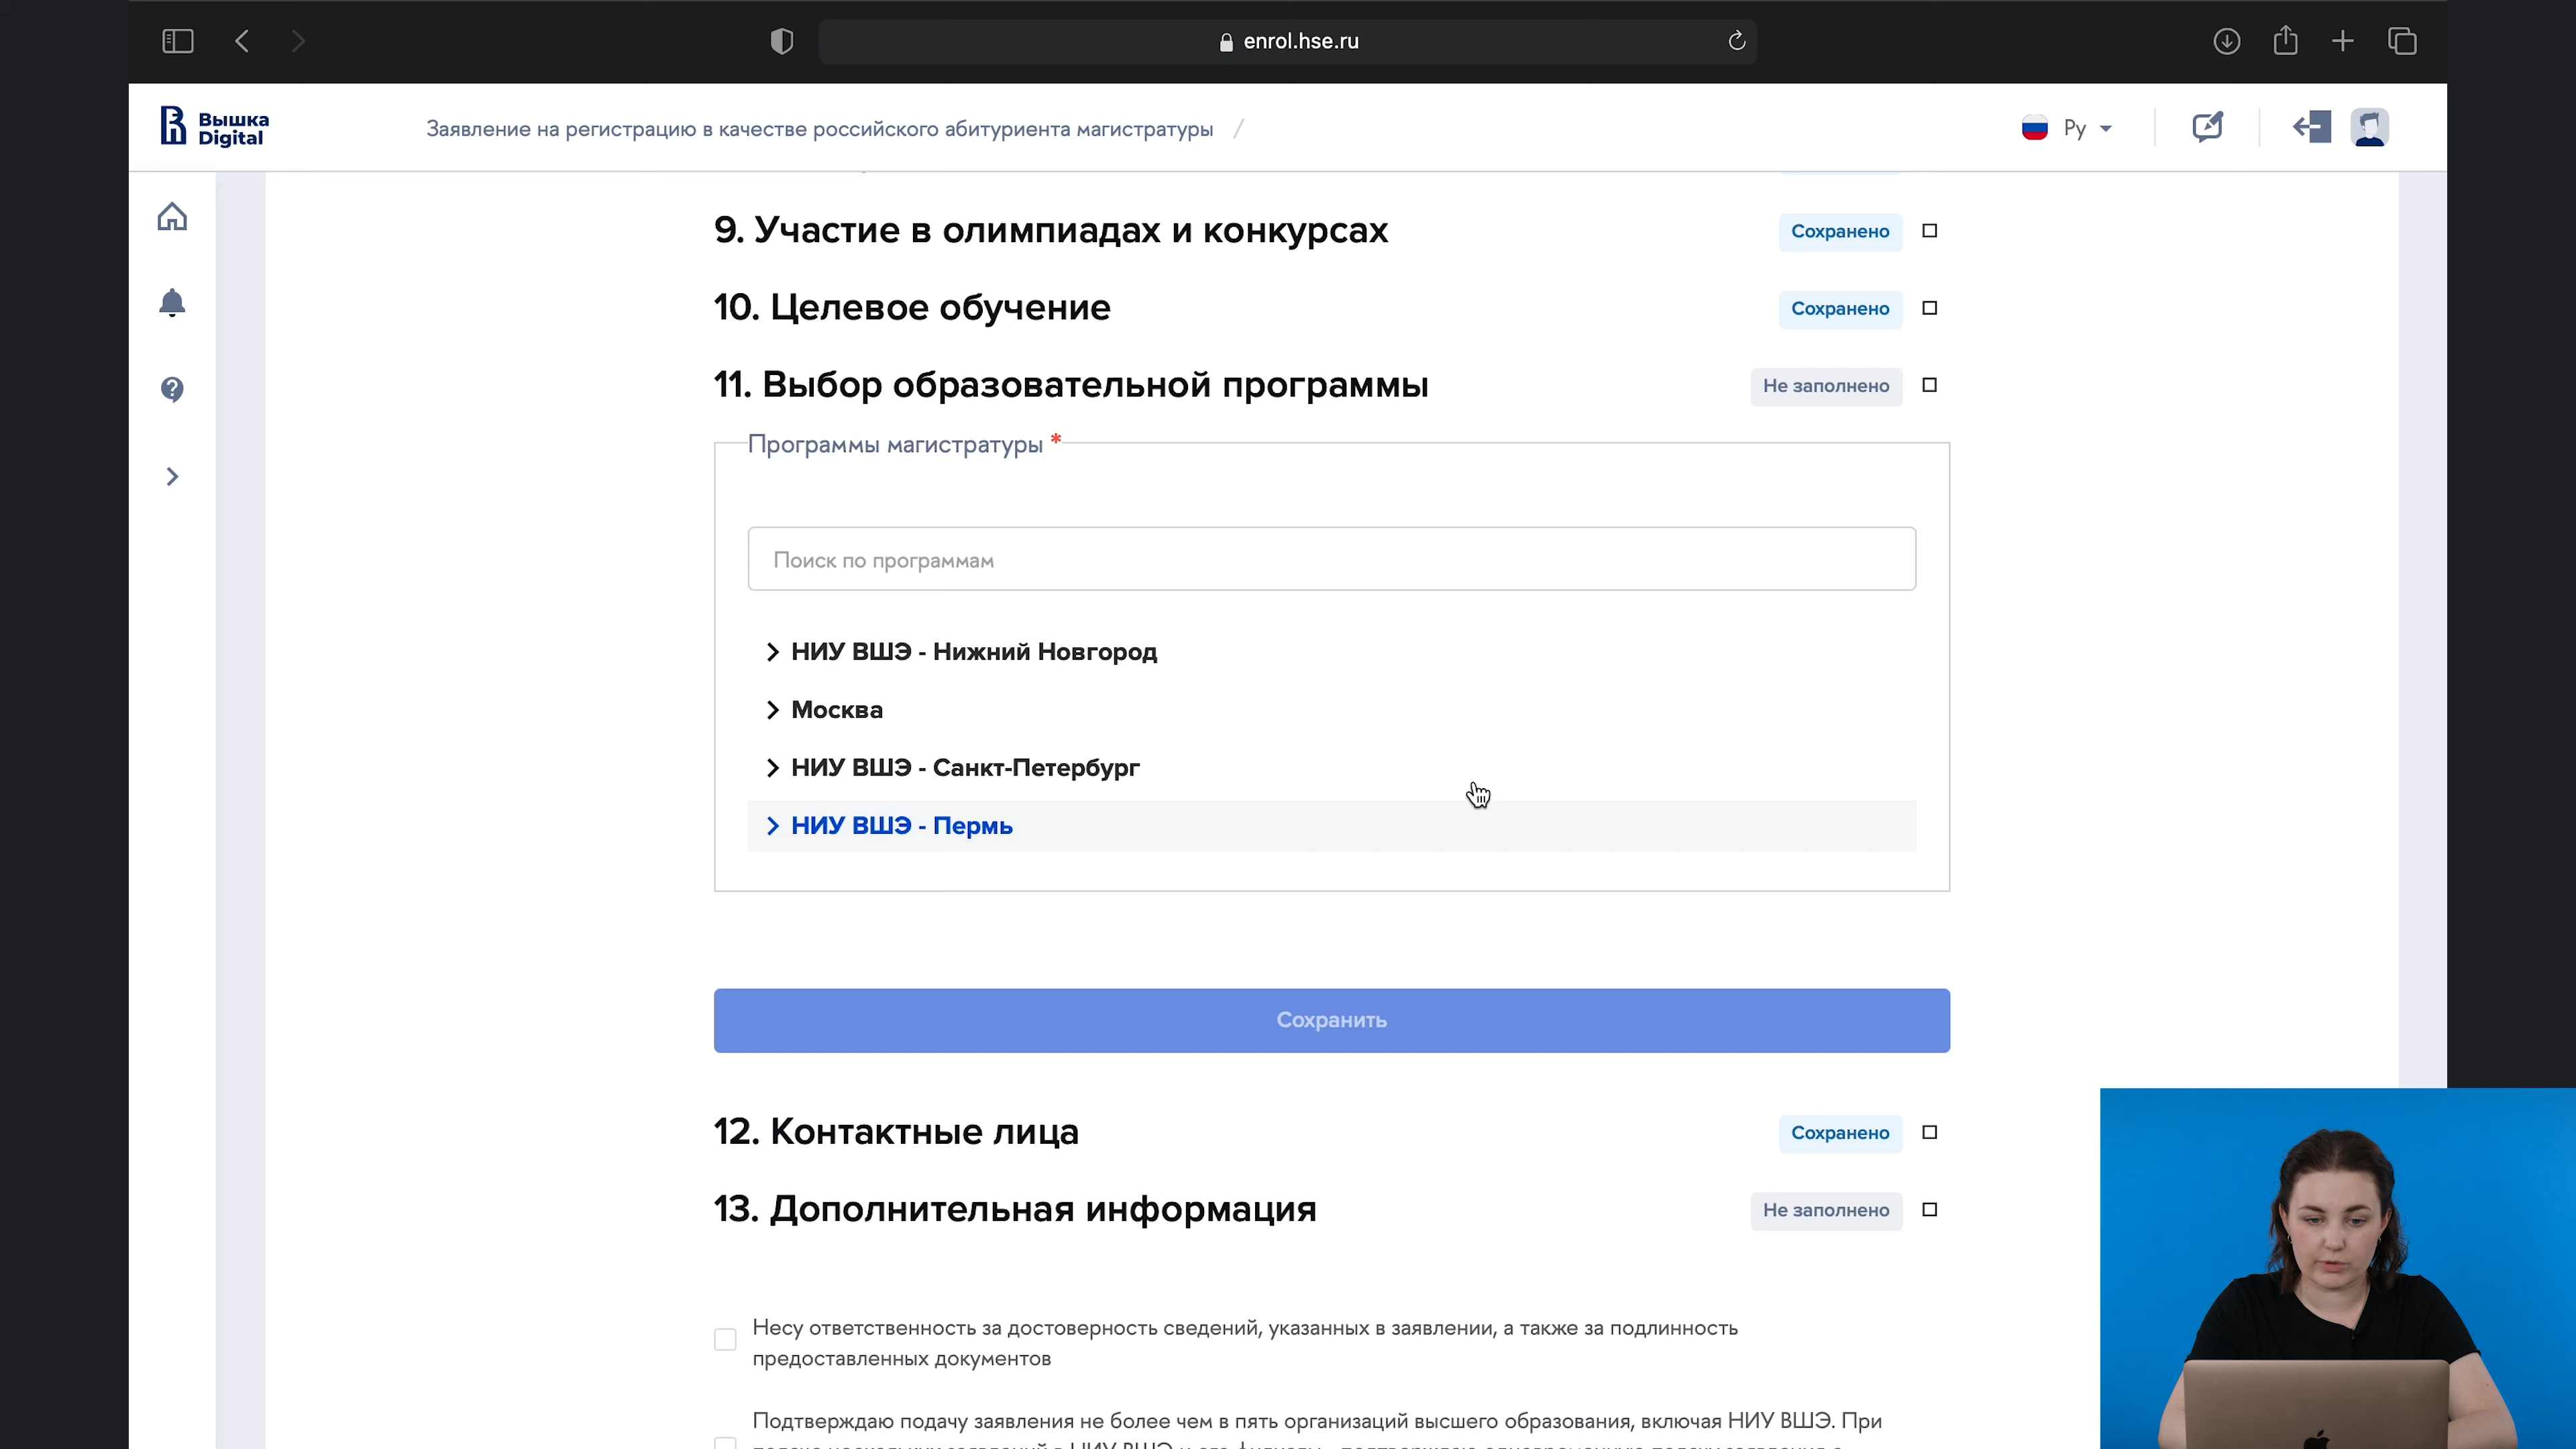 enrol.hse.ru
Вышка
Digital
Заявление на регистрацию в качестве российского абитуриента магистратуры /
Ру
9. Участие в олимпиадах и конкурсах
Сохранено
10. Целевое обучение
Сохранено
11. Выбор образовательной программы
Не заполнено
Программы магистратуры *
Поиск по программам
НИУ ВШЭ - Нижний Новгород
Москва
НИУ ВШЭ - Санкт-Петербург
НИУ ВШЭ - Пермь
Сохранить
12. Контактные лица
Сохранено
13. Дополнительная информация
Не заполнено
Несу ответственность за достоверность сведений, указанных в заявлении, а также за подлинность
предоставленных документов
Подтверждаю подачу заявления не более чем в пять организаций высшего образования, включая НИУ ВШЭ. При